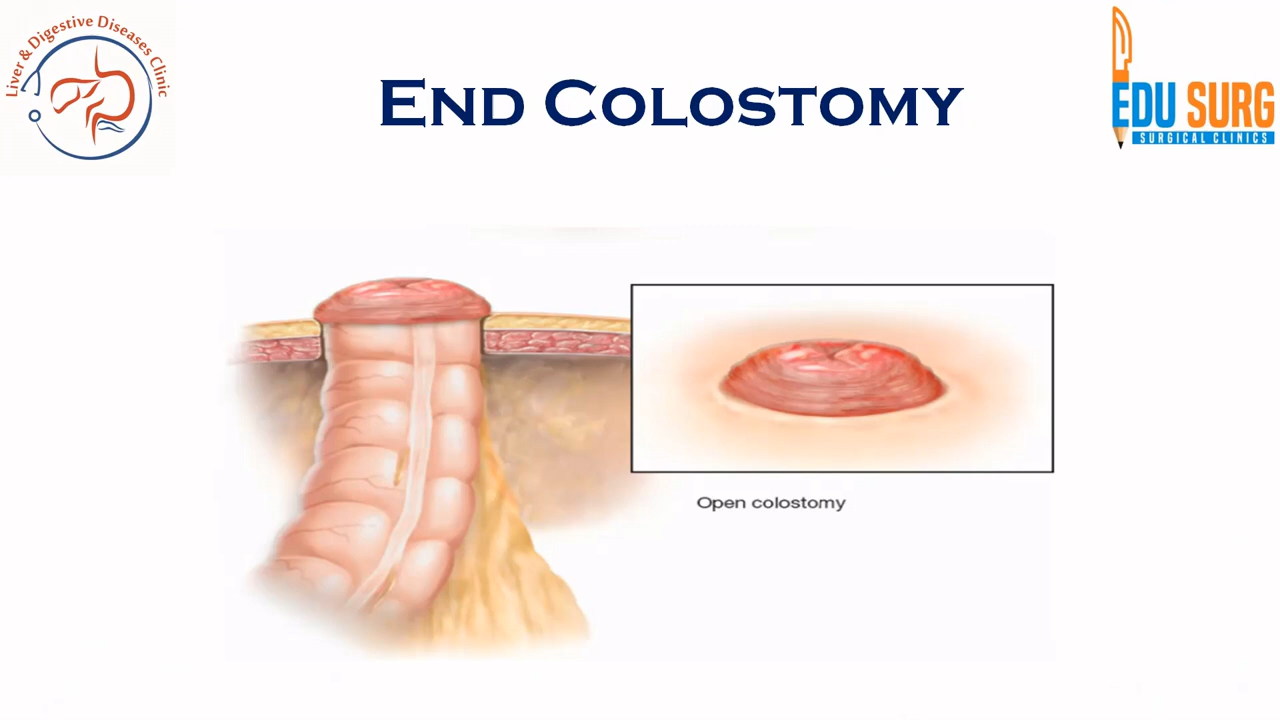 Liver & Digestive Diseases Clinic
END COLOSTOMY
EDU SURG
SURGICAL CLINICS
Open colostomy